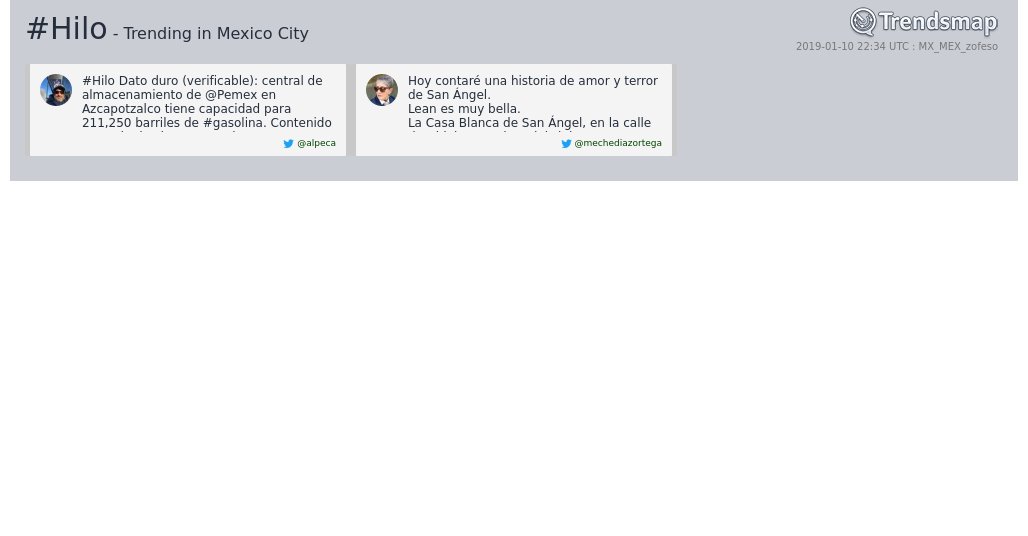 #Hilo - Trending in Mexico City
Trendsmap
2019-01-10 22:34 UTC : MX_MEX_zofeso
#Hilo Dato duro (verificable): central de
almacenamiento de @Pemex en
Azcapotzalco tiene capacidad para
211,250 barriles de #gasolina. Contenido
@alpeca
Hoy contaré una historia de amor y terror
de San Ángel.
Lean es muy bella.
La Casa Blanca de San Ángel, en la calle
@mechediazortega